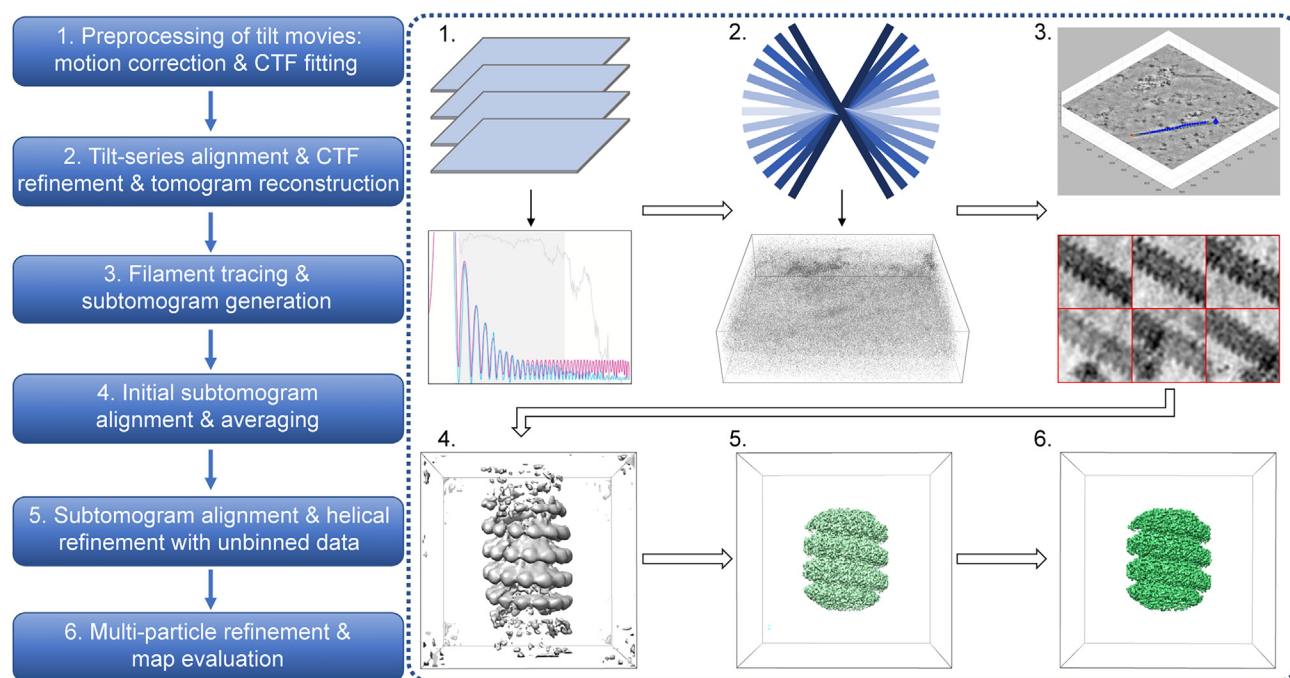 1. Preprocessing of tilt movies:
motion correction & CTF fitting
2. Tilt-series alignment & CTF
refinement & tomogram reconstruction
3. Filament tracing &
subtomogram generation
4. Initial subtomogram
alignment & averaging
5. Subtomogram alignment & helical
refinement with unbinned data
6. Multi-particle refinement &
map evaluation
1.
2.
3.
4.
5.
6.